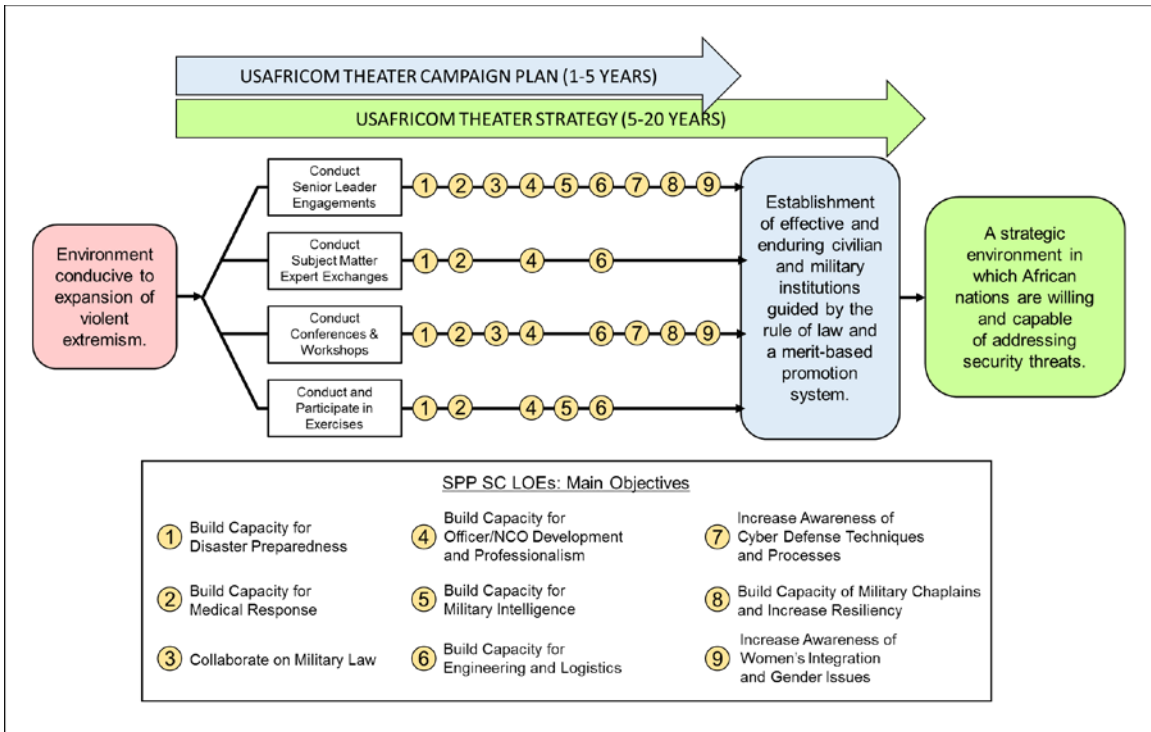 USAFRICOM THEATER CAMPAIGN PLAN (1-5 YEARS)
USAFRICOM THEATER STRATEGY (5-20 YEARS)
Environment
conducive to
expansion of
violent
extremism.
Conduct
Senior Leader
Engagements
1 2 3 4 5 6 7 8 9
Conduct
Subject Matter
Expert Exchanges
1 2 4 6
Conduct
Conferences &
Workshops
1 2 3 4 6 7 8 9
Conduct and
Participate in
Exercises
1 2 4 5 6
Establishment
of effective and
enduring civilian
and military
institutions
guided by the
rule of law and
a merit-based
promotion
system.
A strategic
environment in
which African
nations are willing
and capable
of addressing
security threats.
SPP SC LOEs: Main Objectives
1 Build Capacity for
Disaster Preparedness
2 Build Capacity for
Medical Response
3 Collaborate on Military Law
4 Build Capacity for
Officer/NCO Development
and Professionalism
5 Build Capacity for
Military Intelligence
6 Build Capacity for
Engineering and Logistics
7 Increase Awareness of
Cyber Defense Techniques
and Processes
8 Build Capacity of Military Chaplains
and Increase Resiliency
9 Increase Awareness of
Women's Integration
and Gender Issues